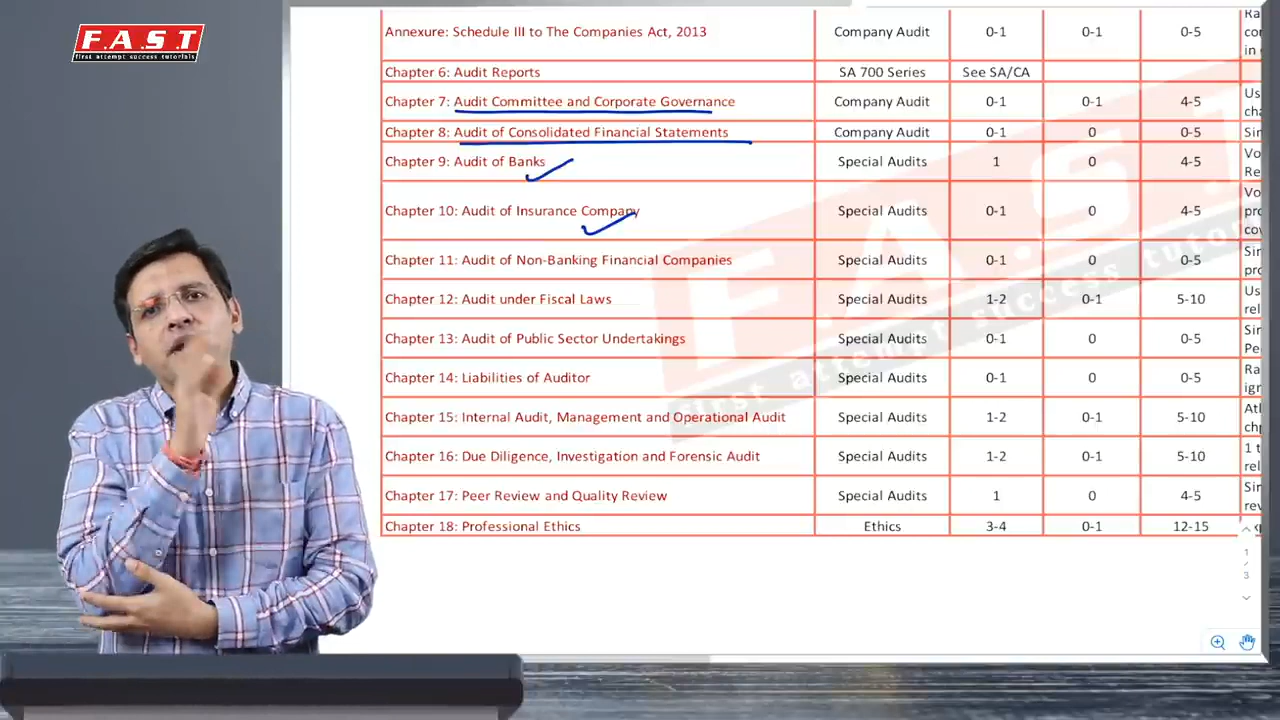 F.A.S.T
first attempt success tutorials
Annexure: Schedule III to The Companies Act, 2013 Company Audit 0-1 0-1 0-5
Chapter 6: Audit Reports SA 700 Series See SA/CA
Chapter 7: Audit Committee and Corporate Governance Company Audit 0-1 0-1 4-5
Chapter 8: Audit of Consolidated Financial Statements Company Audit 0-1 0 0-5
Chapter 9: Audit of Banks Special Audits 1 0 4-5
Chapter 10: Audit of Insurance Company Special Audits 0-1 0 4-5
Chapter 11: Audit of Non-Banking Financial Companies Special Audits 0-1 0 0-5
Chapter 12: Audit under Fiscal Laws Special Audits 1-2 0-1 5-10
Chapter 13: Audit of Public Sector Undertakings Special Audits 0-1 0 0-5
Chapter 14: Liabilities of Auditor Special Audits 0-1 0 0-5
Chapter 15: Internal Audit, Management and Operational Audit Special Audits 1-2 0-1 5-10
Chapter 16: Due Diligence, Investigation and Forensic Audit Special Audits 1-2 0-1 5-10
Chapter 17: Peer Review and Quality Review Special Audits 1 0 4-5
Chapter 18: Professional Ethics Ethics 3-4 0-1 12-15
1
/
3